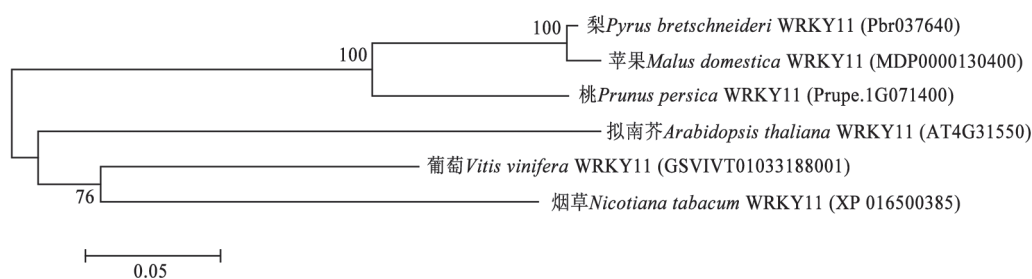 100
梨Pyrus bretschneideri WRKY11 (Pbr037640)
100
苹果Malus domestica WRKY11 (MDP0000130400)
桃Prunus persica WRKY11 (Prupe.1G071400)
拟南芥Arabidopsis thaliana WRKY11 (AT4G31550)
葡萄Vitis vinifera WRKY11 (GSVIVT01033188001)
76
烟草Nicotiana tabacum WRKY11 (XP 016500385)
0.05